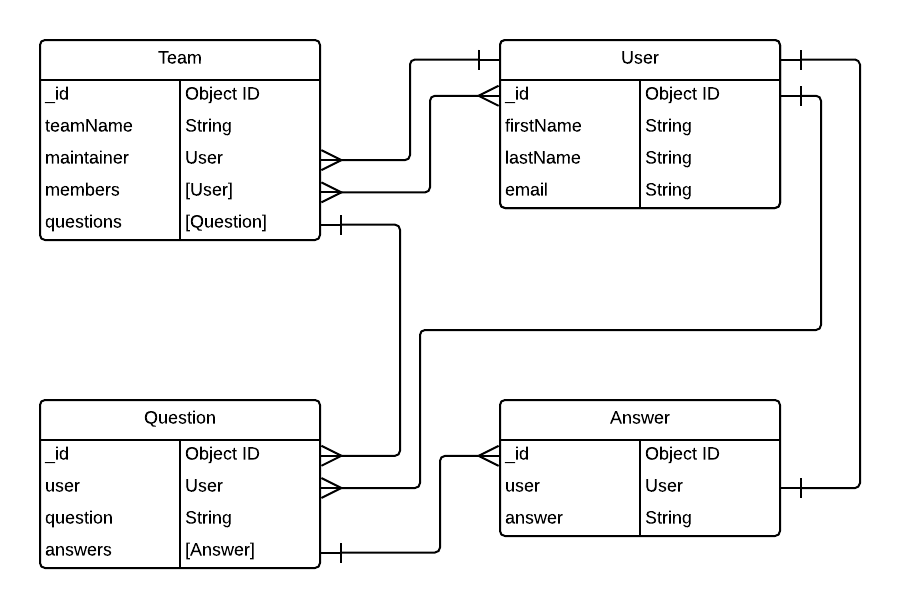 Team
_id Object ID
teamName String
maintainer User
members [User]
questions [Question]
User
_id Object ID
firstName String
lastName String
email String
Question
_id Object ID
user User
question String
answers [Answer]
Answer
_id Object ID
user User
answer String